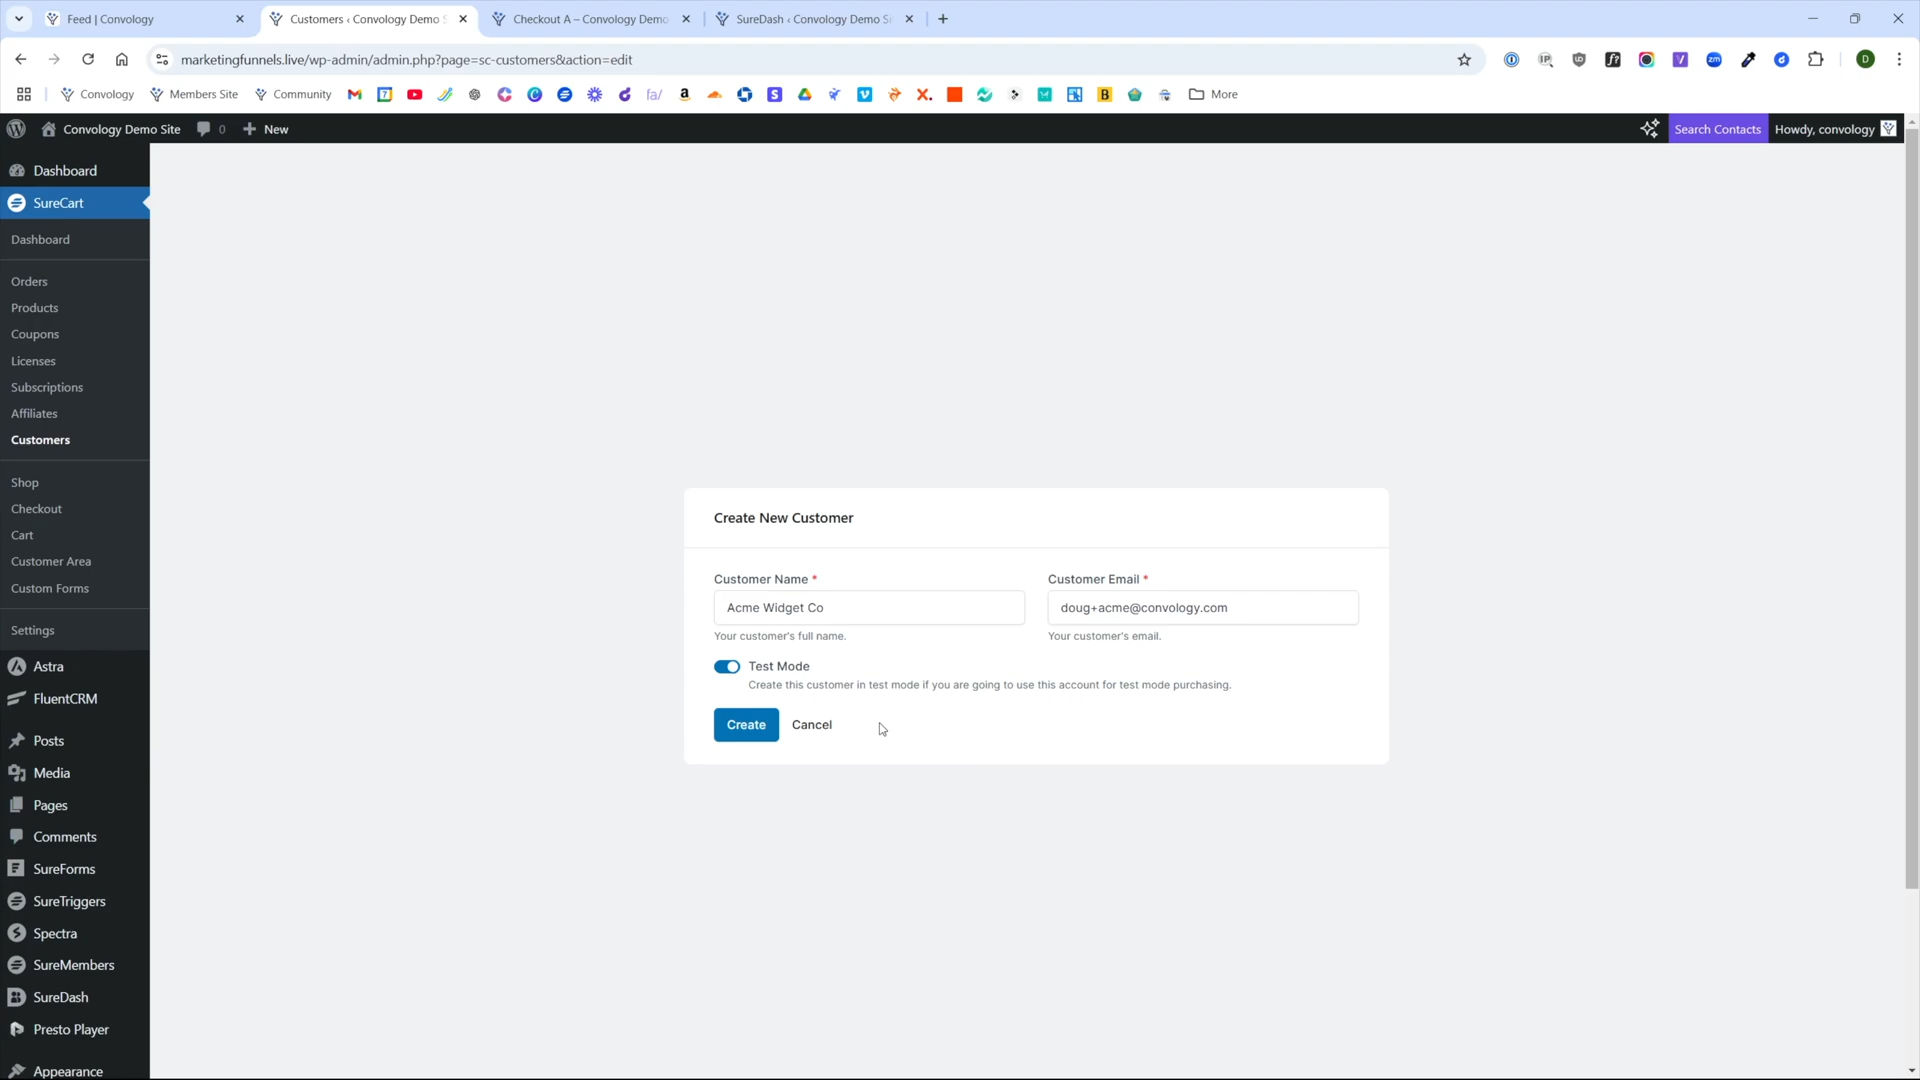 Feed | Convology
Customers ‹ Convology Demo S
Checkout A – Convology Demo
SureDash ‹ Convology Demo Si
marketingfunnels.live/wp-admin/admin.php?page=sc-customers&action=edit
Convology
Members Site
Community
More
Convology Demo Site
0
New
Search Contacts
Howdy, convology
Dashboard
SureCart
Dashboard
Orders
Products
Coupons
Licenses
Subscriptions
Affiliates
Customers
Shop
Checkout
Cart
Customer Area
Custom Forms
Settings
Astra
FluentCRM
Posts
Media
Pages
Comments
SureForms
SureTriggers
Spectra
SureMembers
SureDash
Presto Player
Appearance
Create New Customer
Customer Name *
Customer Email *
Acme Widget Co
doug+acme@convology.com
Your customer's full name.
Your customer's email.
Test Mode
Create this customer in test mode if you are going to use this account for test mode purchasing.
Create
Cancel